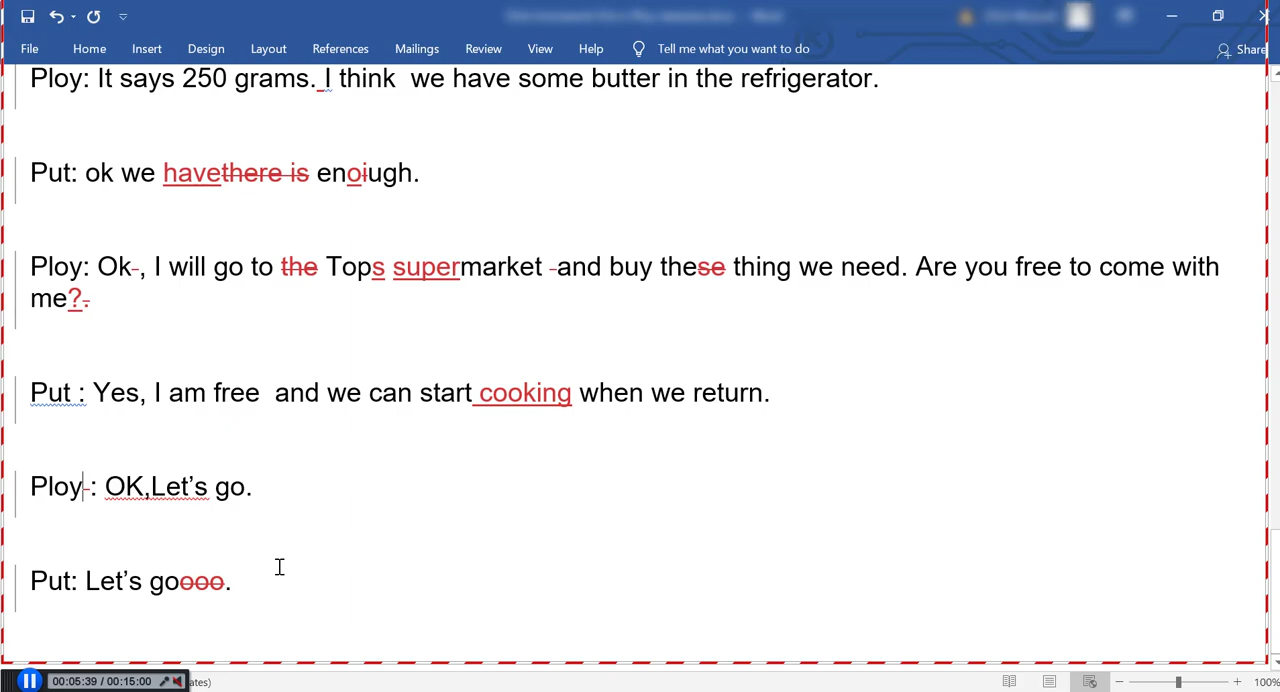 File Home Insert Design Layout References Mailings Review View Help Tell me what you want to do Share
Ploy: It says 250 grams. I think  we have some butter in the refrigerator.
Put: ok we havethere is enoiugh.
Ploy: Ok , I will go to the Tops supermarket  and buy these thing we need. Are you free to come with
me?.
Put : Yes, I am free  and we can start cooking when we return.
Ploy : OK,Let’s go.
Put: Let’s goooo.
00:05:39 / 00:15:00 ates) 100%